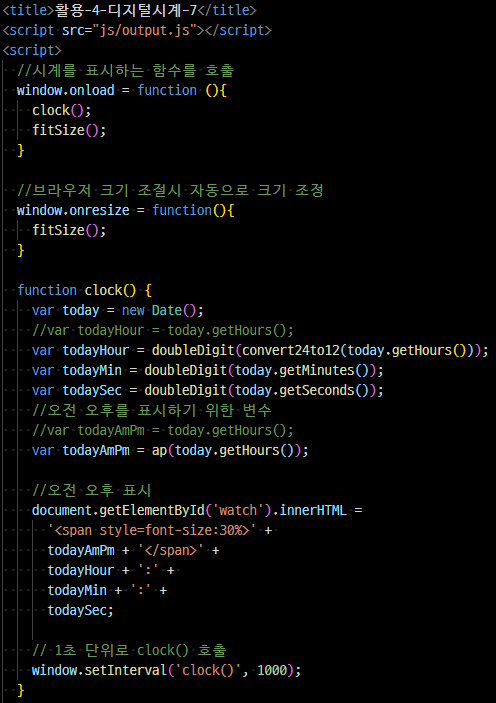 <title>활용-4-디지털시계-7</title>
<script src="js/output.js"></script>
<script>
//시계를 표시하는 함수를 호출
window.onload = function (){
clock();
fitSize();
}
//브라우저 크기 조절시 자동으로 크기 조정
window.onresize = function(){
fitSize();
}
function clock() {
var today = new Date();
//var todayHour = today.getHours();
var todayHour = doubleDigit(convert24to12(today.getHours()));
var todayMin = doubleDigit(today.getMinutes());
var todaySec = doubleDigit(today.getSeconds());
//오전 오후를 표시하기 위한 변수
//var todayAmPm = today.getHours();
var todayAmPm = ap(today.getHours());
//오전 오후 표시
document.getElementById('watch').innerHTML =
'<span style=font-size:30%>' +
todayAmPm + '</span>' +
todayHour + ':' +
todayMin + ':' +
todaySec;
// 1초 단위로 clock() 호출
window.setInterval('clock()', 1000);
}